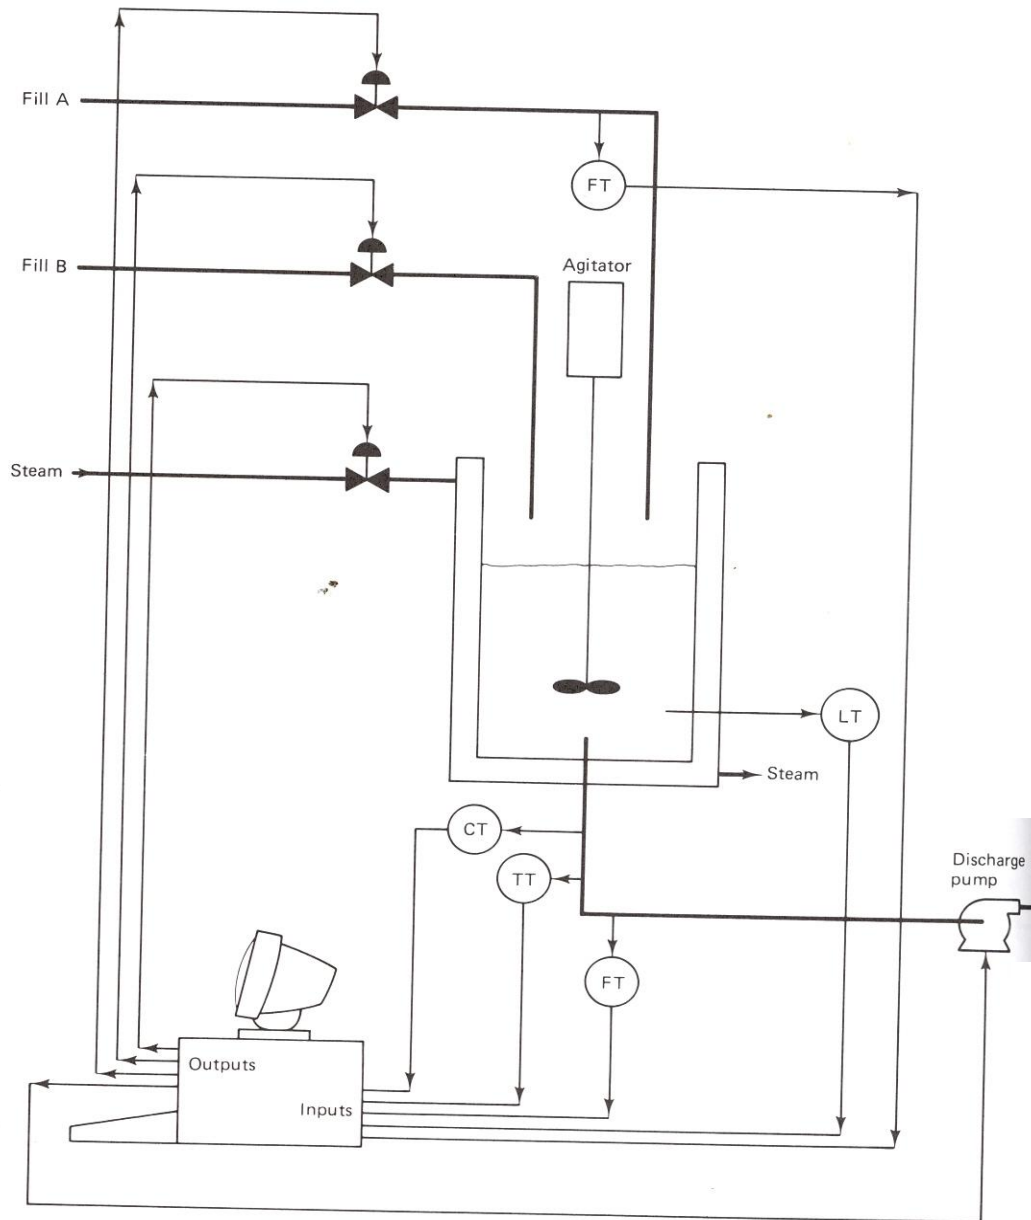 Fill A
FT
Fill B
Agitator
Steam
LT
Steam
CT
TT
Discharge
pump
FT
Outputs
Inputs